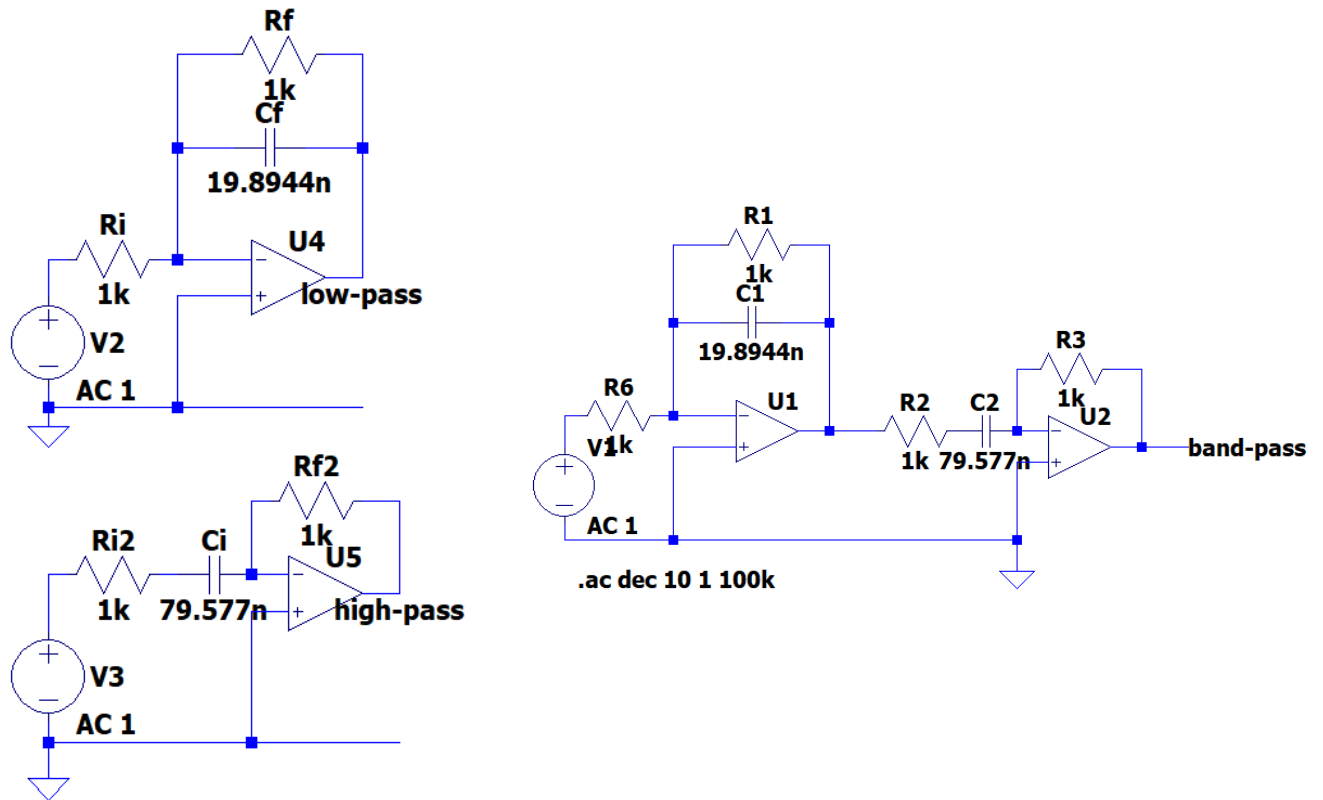 Rf
1k
Cf
19.8944n
Ri
1k
U4
low-pass
V2
AC 1
Rf2
1k
U5
Ri2
1k
Ci
79.577n
high-pass
V3
AC 1
R1
1k
C1
19.8944n
R6
1k
U1
V1
AC 1
R2
1k
C2
79.577n
R3
1k
U2
band-pass
.ac dec 10 1 100k